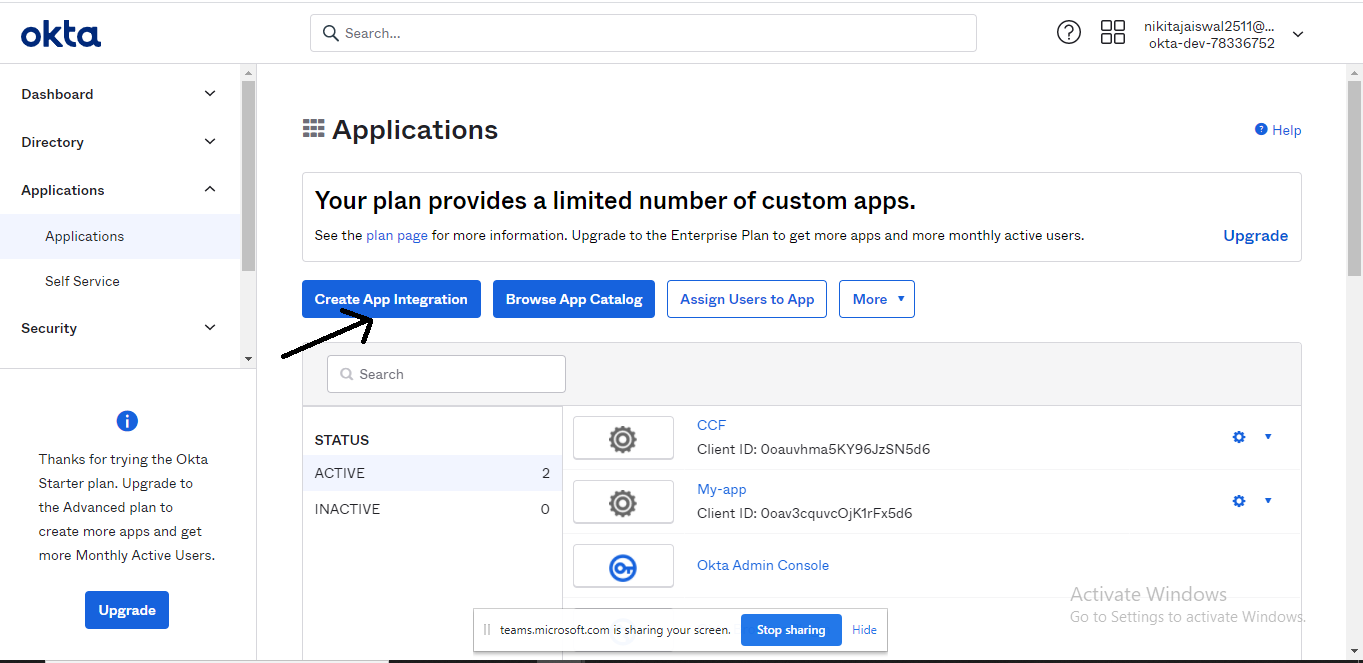 okta
Search...
nikitajaiswal2511@...
okta-dev-78336752
Dashboard
Directory
Applications
Applications
Self Service
Security
Thanks for trying the Okta
Starter plan. Upgrade to
the Advanced plan to
create more apps and get
more Monthly Active Users.
Upgrade
Applications
Help
Your plan provides a limited number of custom apps.
See the plan page for more information. Upgrade to the Enterprise Plan to get more apps and more monthly active users.
Upgrade
Create App Integration
Browse App Catalog
Assign Users to App
More
Search
STATUS
ACTIVE 2
INACTIVE 0
CCF
Client ID: 0oauvhma5KY96JzSN5d6
My-app
Client ID: 0oav3cquvcOjK1rFx5d6
Okta Admin Console
Activate Windows
Go to Settings to activate Windows.
teams.microsoft.com is sharing your screen.
Stop sharing
Hide